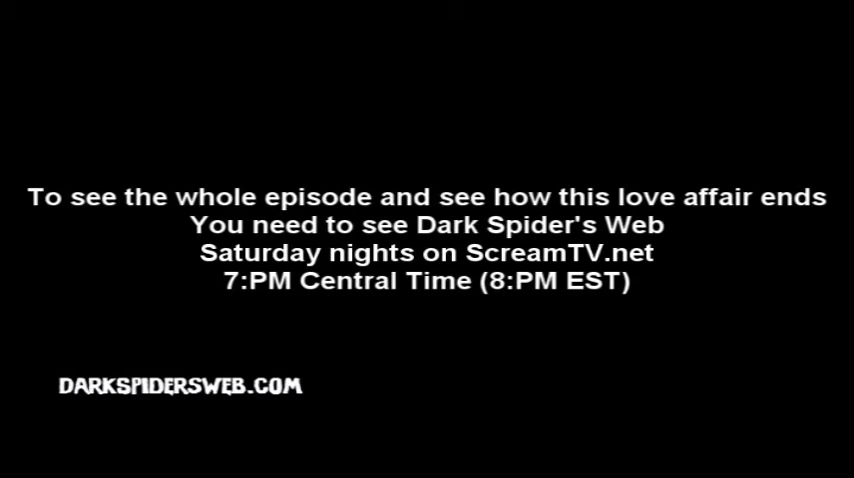 To see the whole episode and see how this love affair ends
You need to see Dark Spider's Web
Saturday nights on ScreamTV.net
7:PM Central Time (8:PM EST)
DARKSPIDERSWEB.COM